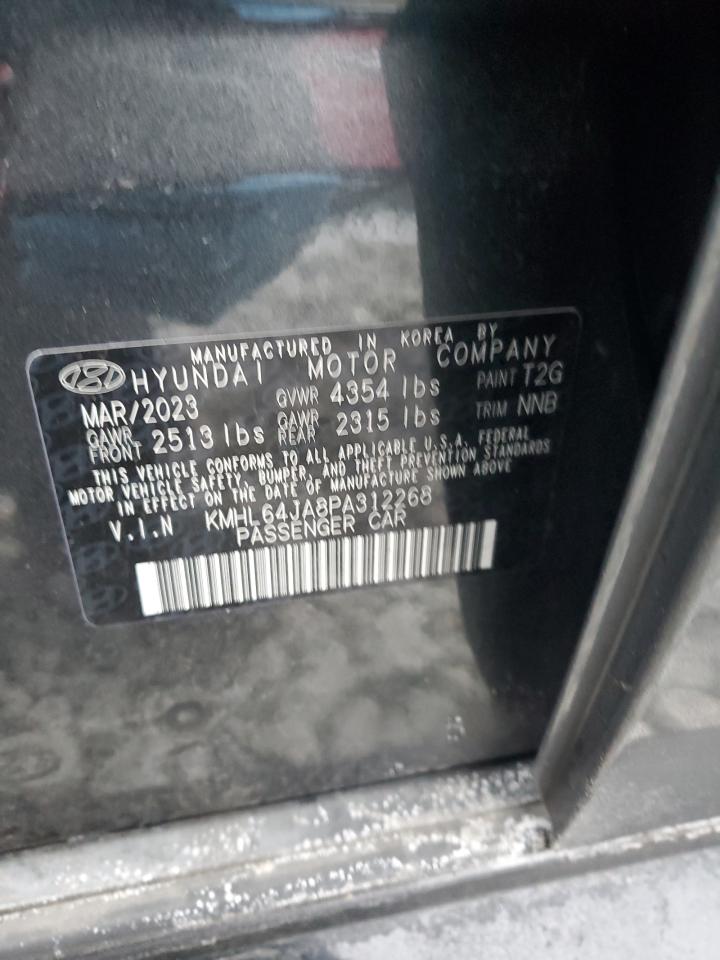 MANUFACTURED IN KOREA BY
HYUNDAI MOTOR COMPANY
MAR/2023 GVWR 4354 lbs PAINT T2G
GAWR FRONT 2513 lbs GAWR REAR 2315 lbs TRIM NNB
THIS VEHICLE CONFORMS TO ALL APPLICABLE U.S.A. FEDERAL
MOTOR VEHICLE SAFETY, BUMPER, AND THEFT PREVENTION STANDARDS
IN EFFECT ON THE DATE OF MANUFACTURE SHOWN ABOVE
V.I.N KMHL64JA8PA312268
PASSENGER CAR